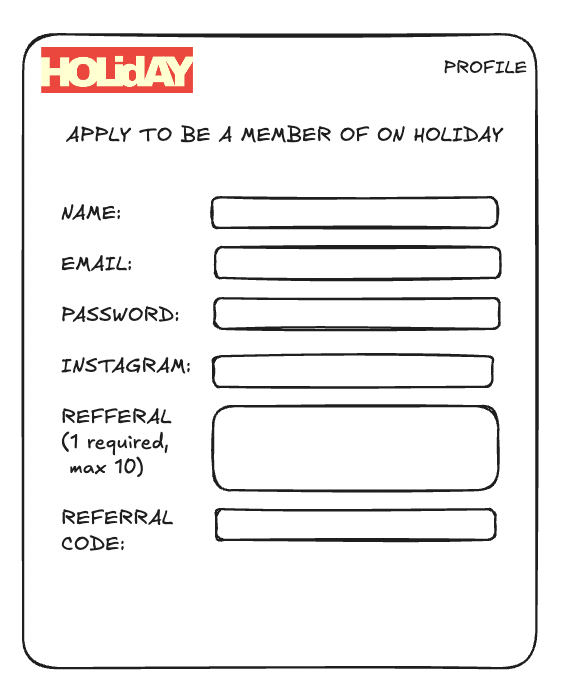 HOLiDAY
PROFILE
APPLY TO BE A MEMBER OF ON HOLIDAY
NAME:
EMAIL:
PASSWORD:
INSTAGRAM:
REFFERAL
(1 required,
max 10)
REFERRAL
CODE: